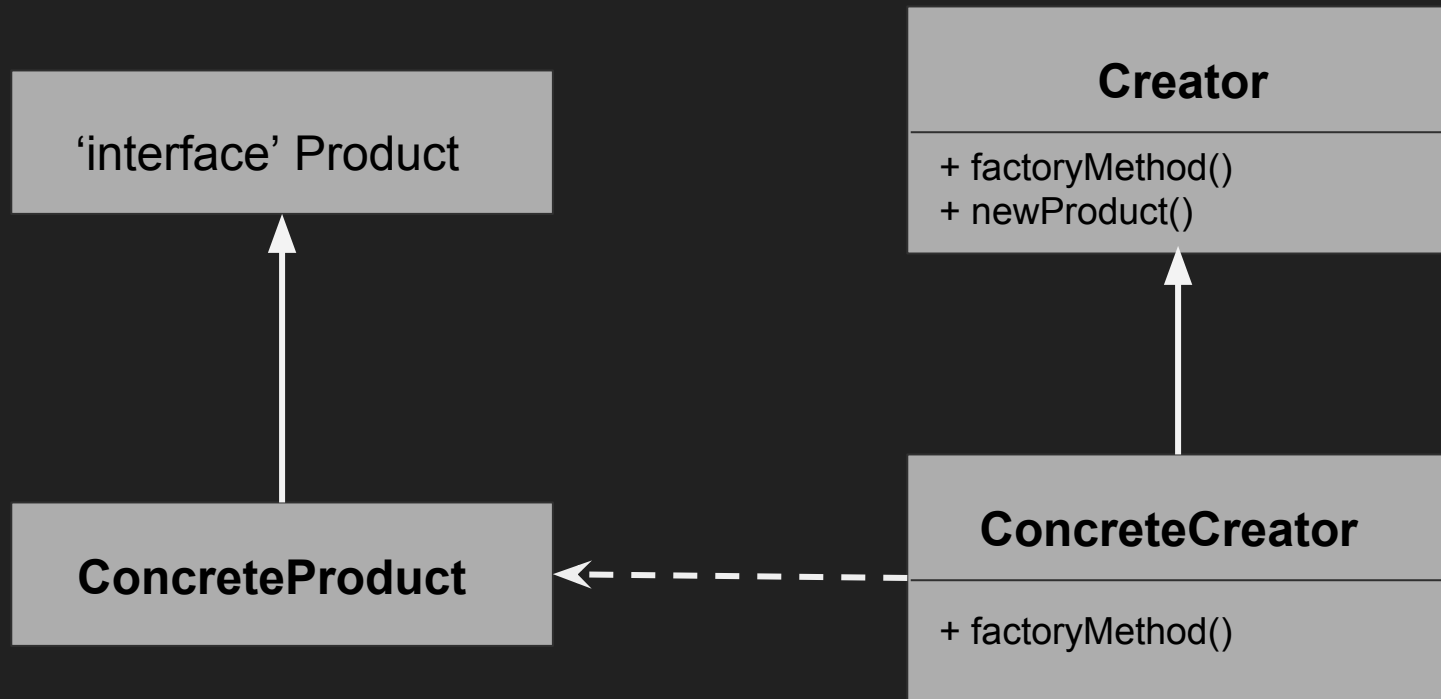 ‘interface’ Product
Creator
+ factoryMethod()
+ newProduct()
ConcreteProduct
ConcreteCreator
+ factoryMethod()